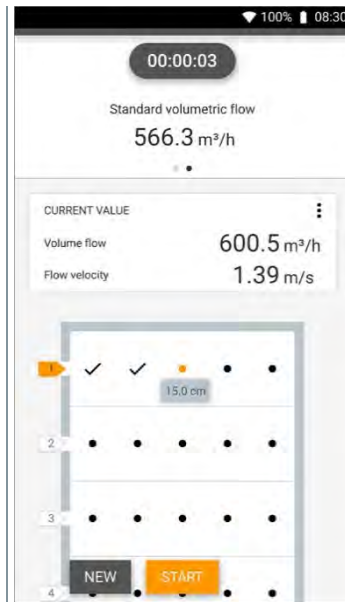 100% 08:30
00:00:03
Standard volumetric flow
566.3 m³/h
CURRENT VALUE
Volume flow 600.5 m³/h
Flow velocity 1.39 m/s
1
15,0 cm
2
3
4
NEW START